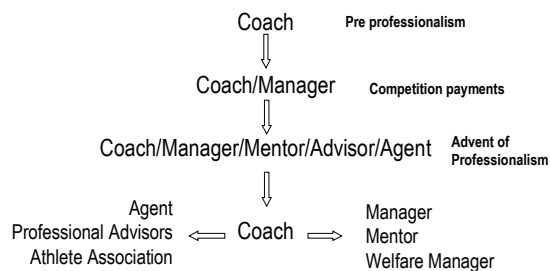 Coach Pre professionalism
Coach/Manager Competition payments
Coach/Manager/Mentor/Advisor/Agent Advent of
Professionalism
Agent
Professional Advisors
Athlete Association
Coach
Manager
Mentor
Welfare Manager